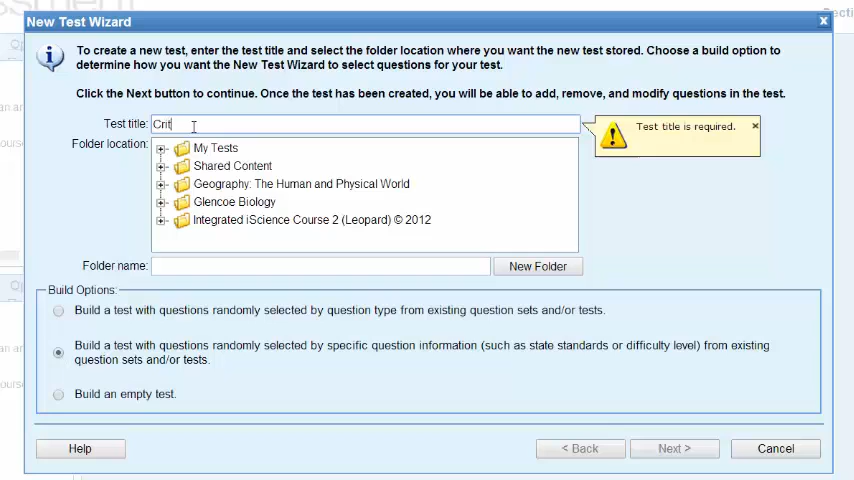 New Test Wizard
x
To create a new test, enter the test title and select the folder location where you want the new test stored. Choose a build option to
determine how you want the New Test Wizard to select questions for your test.
Click the Next button to continue. Once the test has been created, you will be able to add, remove, and modify questions in the test.
Test title: Crit
Test title is required. x
Folder location:
My Tests
Shared Content
Geography: The Human and Physical World
Glencoe Biology
Integrated iScience Course 2 (Leopard) © 2012
Folder name:
New Folder
Build Options:
Build a test with questions randomly selected by question type from existing question sets and/or tests.
Build a test with questions randomly selected by specific question information (such as state standards or difficulty level) from existing
question sets and/or tests.
Build an empty test.
Help
< Back
Next >
Cancel